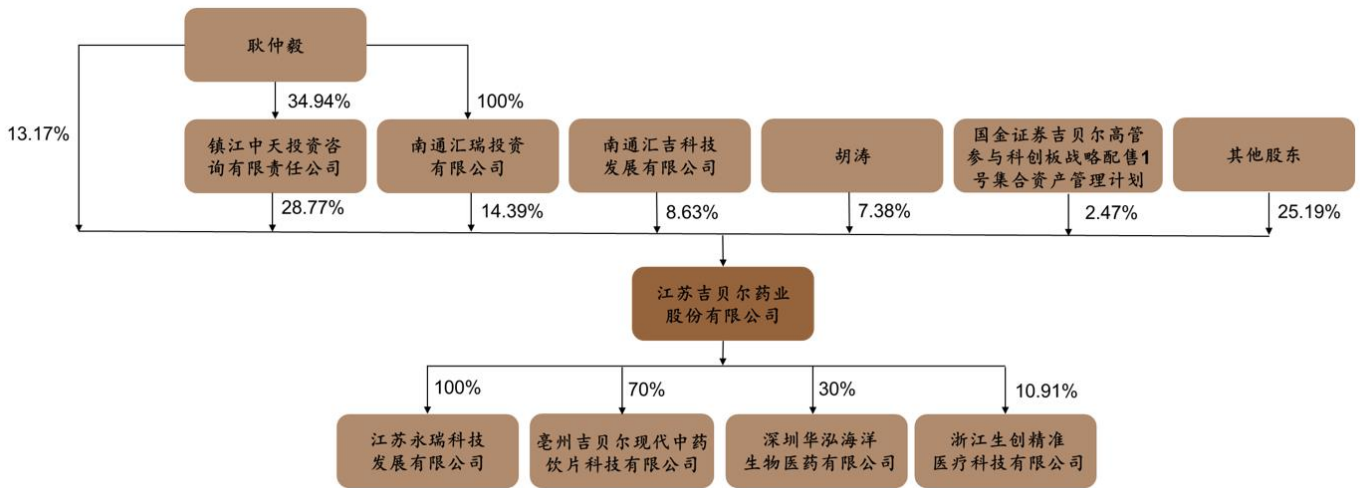 耿仲毅
34.94%
100%
13.17%
镇江中天投资咨
询有限责任公司
南通汇瑞投资
有限公司
南通汇吉科技
发展有限公司
胡涛
国金证券吉贝尔高管
参与科创板战略配售1
号集合资产管理计划
其他股东
28.77%
14.39%
8.63%
7.38%
2.47%
25.19%
江苏吉贝尔药业
股份有限公司
100%
70%
30%
10.91%
江苏永瑞科技
发展有限公司
亳州吉贝尔现代中药
饮片科技有限公司
深圳华泓海洋
生物医药有限公司
浙江生创精准
医疗科技有限公司